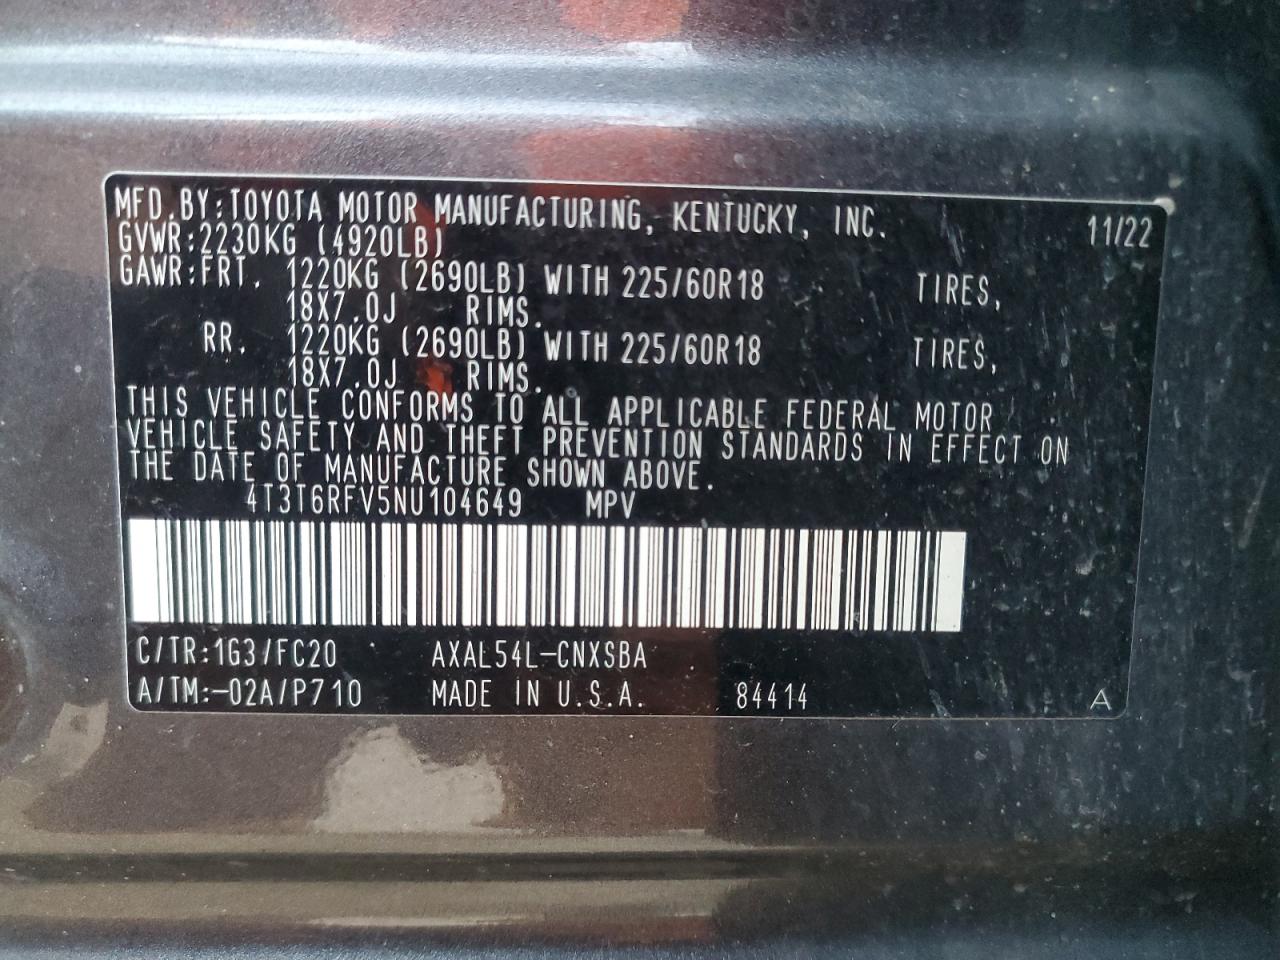 MFD.BY:TOYOTA MOTOR MANUFACTURING, KENTUCKY, INC. 11/22
GVWR:2230KG (4920LB)
GAWR:FRT. 1220KG (2690LB) WITH 225/60R18 TIRES,
18X7.0J RIMS.
RR. 1220KG (2690LB) WITH 225/60R18 TIRES,
18X7.0J RIMS.
THIS VEHICLE CONFORMS TO ALL APPLICABLE FEDERAL MOTOR
VEHICLE SAFETY AND THEFT PREVENTION STANDARDS IN EFFECT ON
THE DATE OF MANUFACTURE SHOWN ABOVE.
4T3T6RFV5NU104649 MPV
C/TR:1G3/FC20 AXAL54L-CNXSBA
A/TM:-02A/P710 MADE IN U.S.A. 84414 A